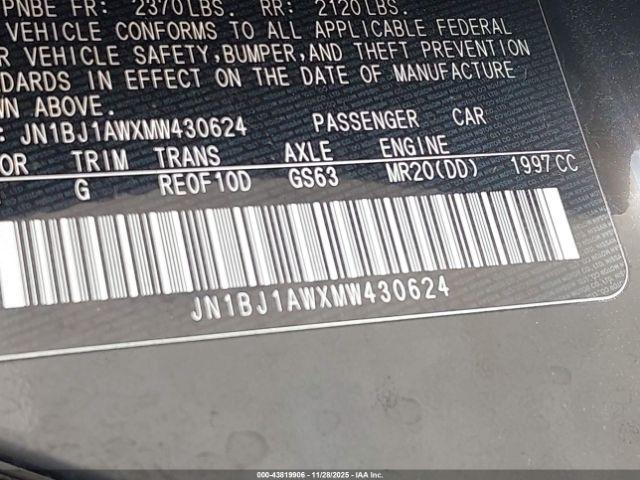 PNBE FR: 2370LBS. RR: 2120LBS.
VEHICLE CONFORMS TO ALL APPLICABLE FEDERAL
R VEHICLE SAFETY, BUMPER, AND THEFT PREVENTION
DARDS IN EFFECT ON THE DATE OF MANUFACTURE
WN ABOVE.
: JN1BJ1AWXMW430624 PASSENGER CAR
OR TRIM TRANS AXLE ENGINE
G RE0F10D GS63 MR20(DD) 1997CC
JN1BJ1AWXMW430624
000-43819906 - 11/28/2025 - IAAI.COM